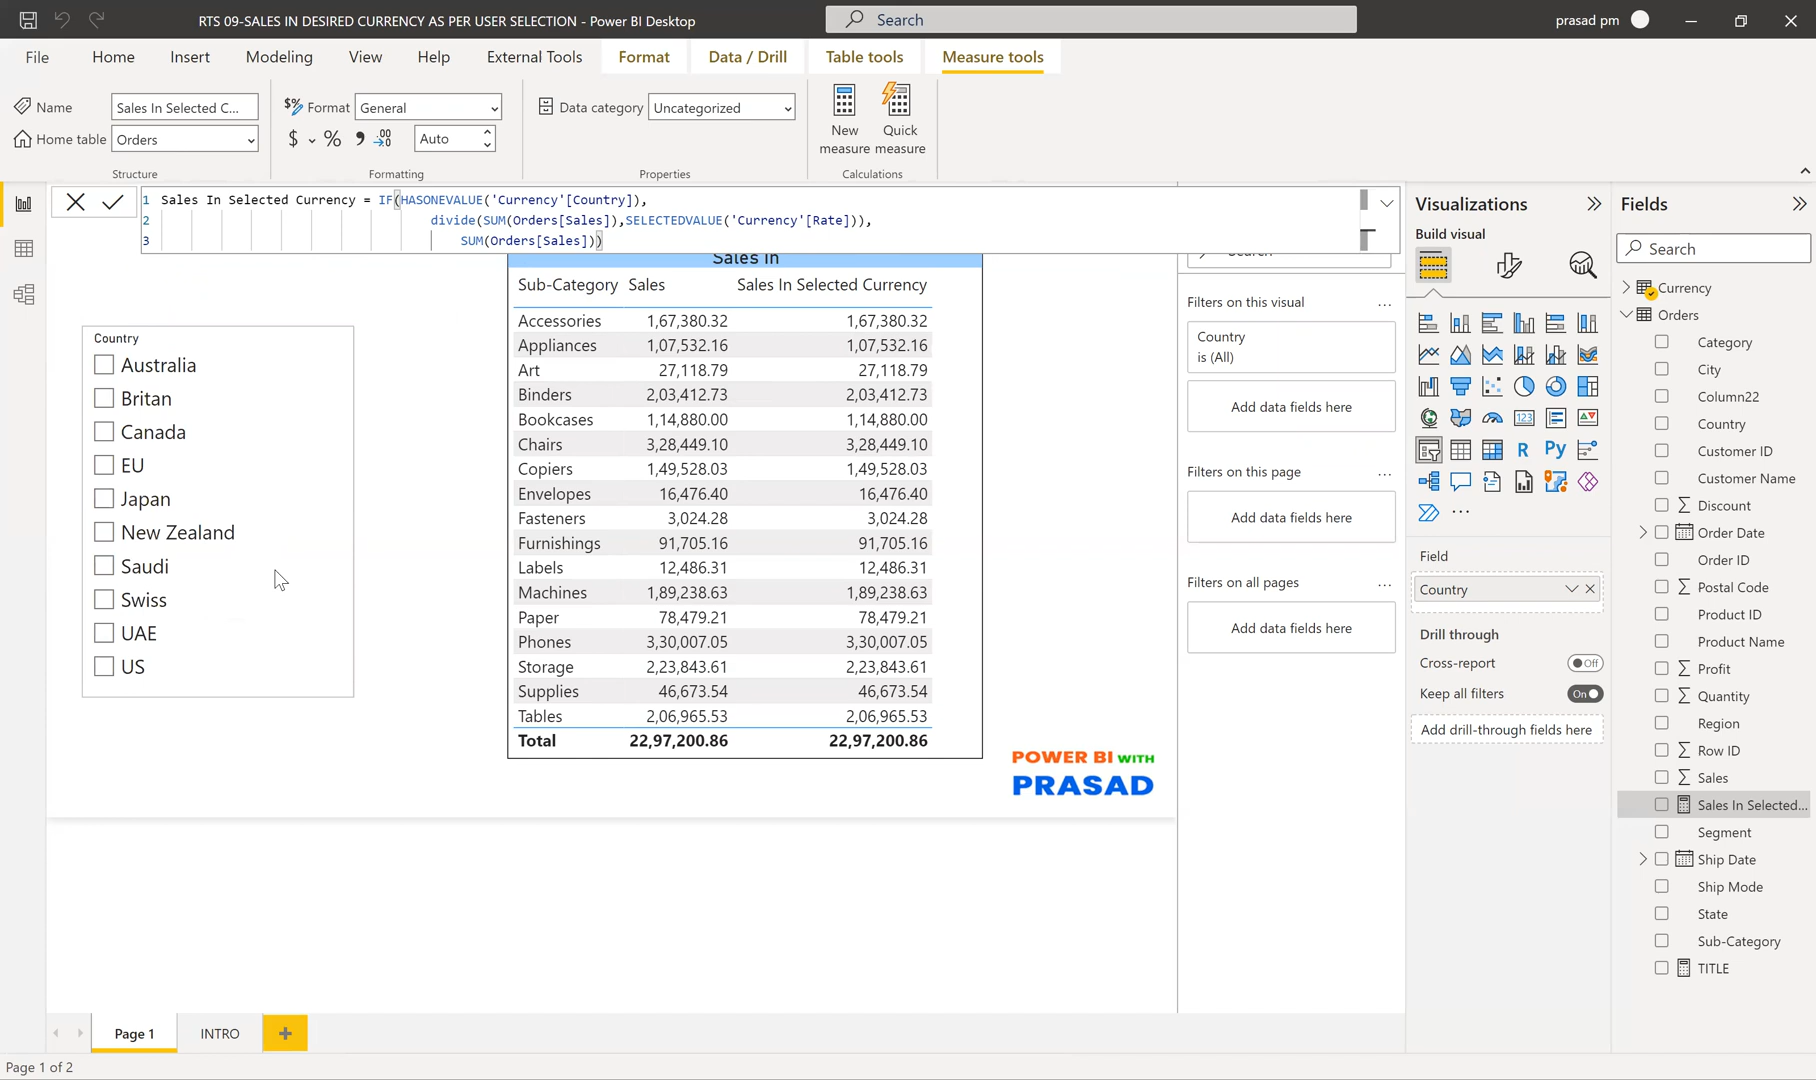 RTS 09-SALES IN DESIRED CURRENCY AS PER USER SELECTION - Power BI Desktop
Search
prasad pm
File Home Insert Modeling View Help External Tools Format Data / Drill Table tools Measure tools
Name Sales In Selected C...
Home table Orders
Structure
$% Format General
$ % 9 .00
Auto
Formatting
Data category Uncategorized
Properties
New measure
Quick measure
Calculations
1 Sales In Selected Currency = IF(HASONEVALUE('Currency'[Country]),
2 divide(SUM(Orders[Sales]),SELECTEDVALUE('Currency'[Rate])),
3 SUM(Orders[Sales]))
Country
Australia
Britan
Canada
EU
Japan
New Zealand
Saudi
Swiss
UAE
US
Sales In
Sub-Category Sales Sales In Selected Currency
Accessories 1,67,380.32 1,67,380.32
Appliances 1,07,532.16 1,07,532.16
Art 27,118.79 27,118.79
Binders 2,03,412.73 2,03,412.73
Bookcases 1,14,880.00 1,14,880.00
Chairs 3,28,449.10 3,28,449.10
Copiers 1,49,528.03 1,49,528.03
Envelopes 16,476.40 16,476.40
Fasteners 3,024.28 3,024.28
Furnishings 91,705.16 91,705.16
Labels 12,486.31 12,486.31
Machines 1,89,238.63 1,89,238.63
Paper 78,479.21 78,479.21
Phones 3,30,007.05 3,30,007.05
Storage 2,23,843.61 2,23,843.61
Supplies 46,673.54 46,673.54
Tables 2,06,965.53 2,06,965.53
Total 22,97,200.86 22,97,200.86
POWER BI WITH
PRASAD
Filters on this visual ...
Country
is (All)
Add data fields here
Filters on this page ...
Add data fields here
Filters on all pages ...
Add data fields here
Visualizations
Build visual
123
R
Py
...
Field
Country
Drill through
Cross-report Off
Keep all filters On
Add drill-through fields here
Fields
Search
Currency
Orders
Category
City
Column22
Country
Customer ID
Customer Name
Discount
Order Date
Order ID
Postal Code
Product ID
Product Name
Profit
Quantity
Region
Row ID
Sales
Sales In Selected...
Segment
Ship Date
Ship Mode
State
Sub-Category
TITLE
Page 1 INTRO +
Page 1 of 2